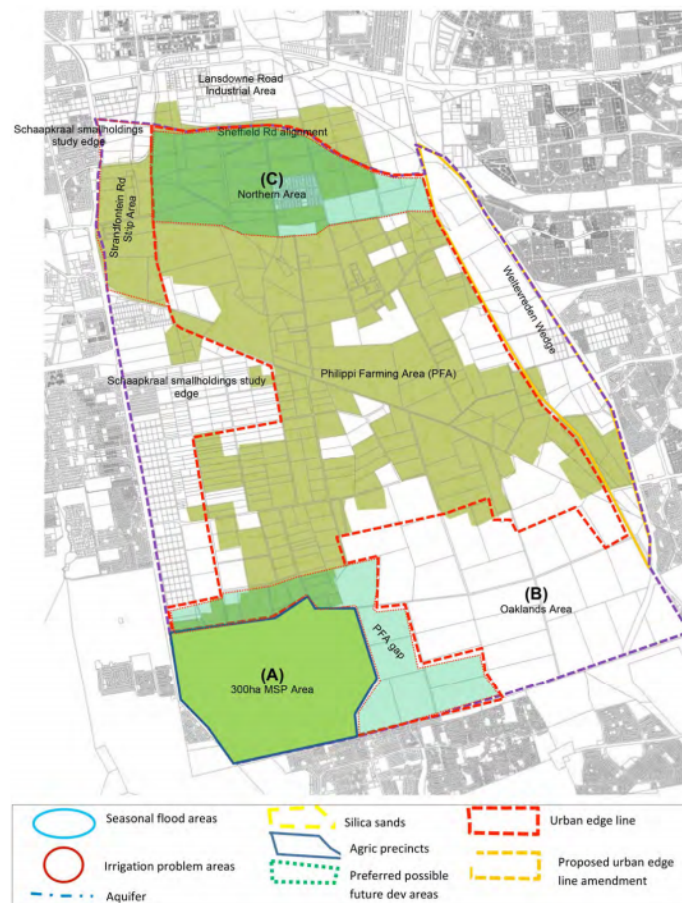 Lansdowne Road
Industrial Area
Schaapkraal smallholdings
study edge
Sheffield Rd alignment
(C)
Northern Area
Strandfontein Rd
Strip Area
Weltevreden Wedge
Philippi Farming Area (PFA)
Schaapkraal smallholdings study
edge
(B)
Oaklands Area
PFA gap
(A)
300ha MSP Area
Seasonal flood areas
Irrigation problem areas
Aquifer
Silica sands
Agric precincts
Preferred possible
future dev areas
Urban edge line
Proposed urban edge
line amendment